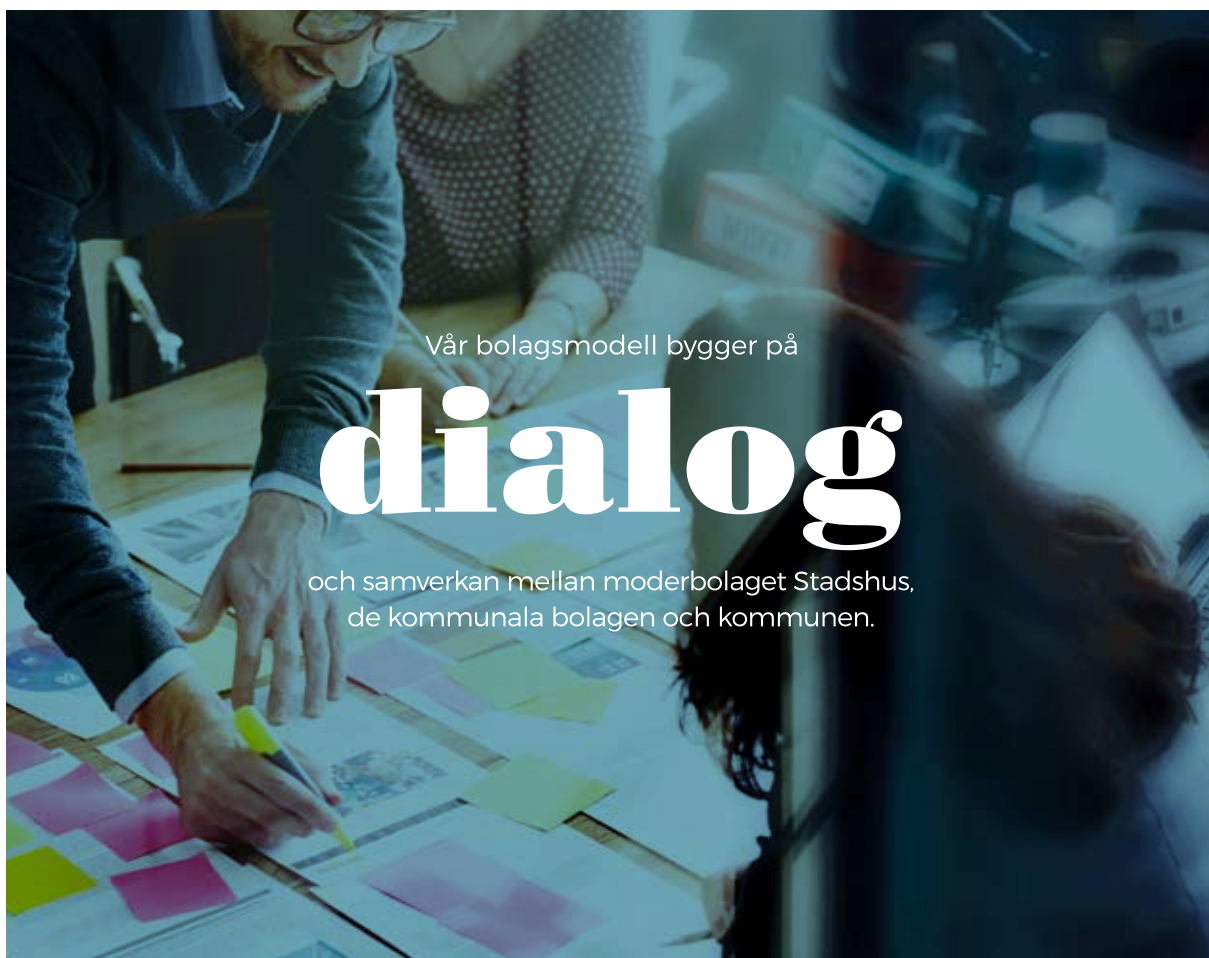 Vår bolagsmodell bygger på
dialog
och samverkan mellan moderbolaget Stadshus,
de kommunala bolagen och kommunen.